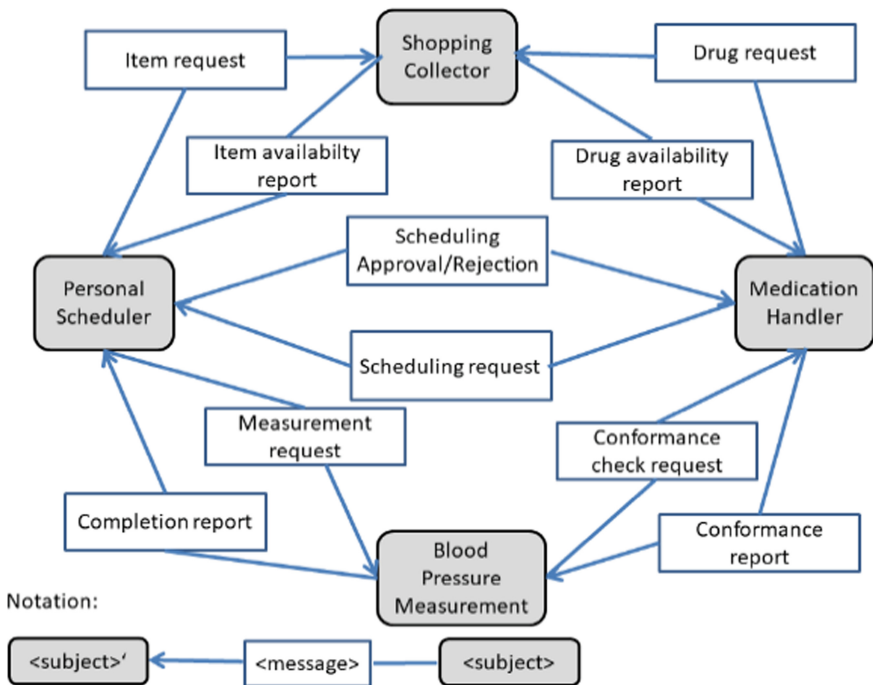 Item request
Shopping
Collector
Drug request
Item availabilty
report
Drug availability
report
Scheduling
Approval/Rejection
Personal
Scheduler
Medication
Handler
Scheduling request
Measurement
request
Conformance
check request
Completion report
Conformance
report
Blood
Pressure
Measurement
Notation:
<subject>‘
<message>
<subject>